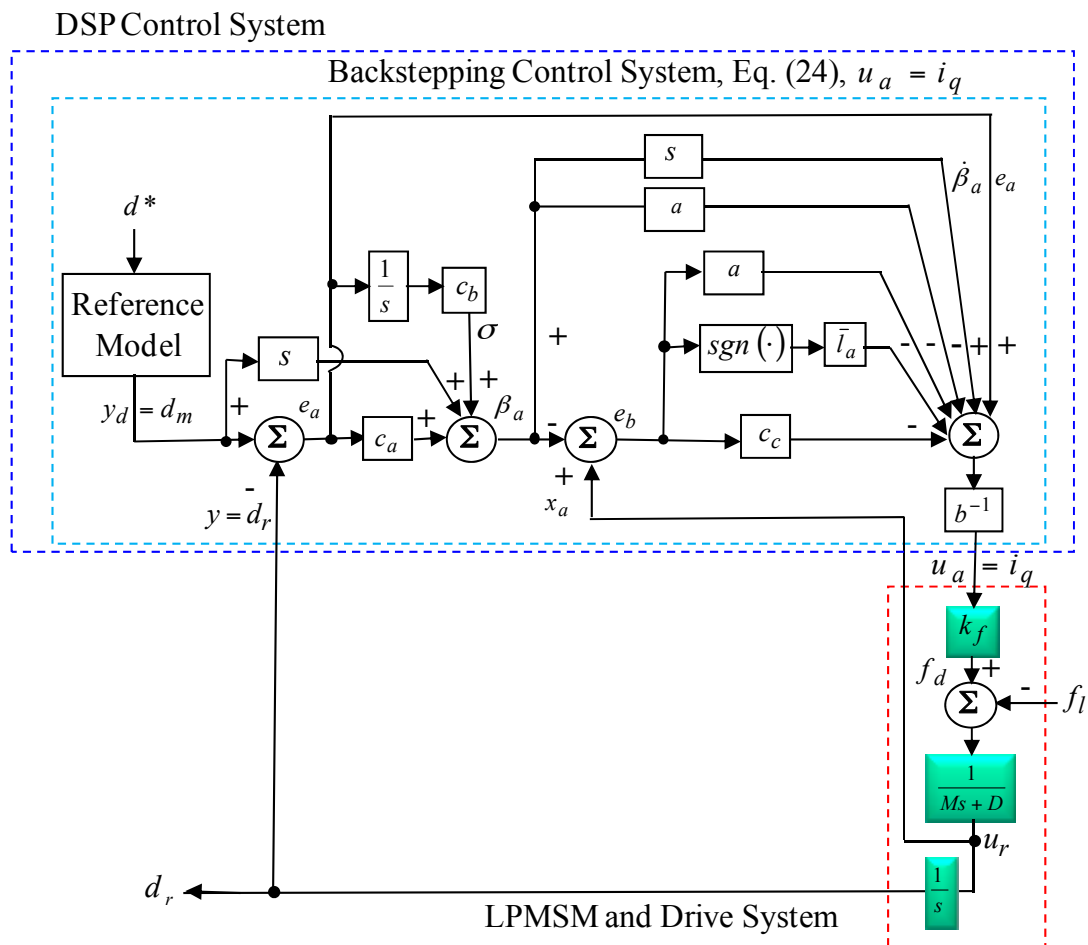 DSP Control System
Backstepping Control System, Eq. (24), u_a = i_q
s
β̇_a
e_a
a
d*
1/s
c_b
a
Reference
Model
σ
+
sgn (·)
l̄_a
s
- - - + +
+ +
y_d = d_m
+
e_a
+
β_a
-
e_b
-
Σ
c_a
Σ
Σ
c_c
Σ
-
+
y = d_r
x_a
b⁻¹
u_a = i_q
k_f
f_d
+
-
Σ
f_l
1/(Ms + D)
u_r
d_r
1/s
LPMSM and Drive System